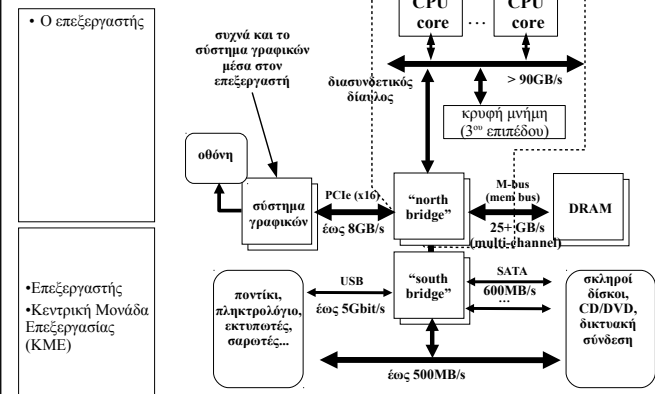 • Ο επεξεργαστής
•Επεξεργαστής
•Κεντρική Μονάδα
Επεξεργασίας
(ΚΜΕ)
CPU
core
…
CPU
core
συχνά και το
σύστημα γραφικών
μέσα στον
επεξεργαστή
διασυνδετικός
δίαυλος
> 90GB/s
κρυφή μνήμη
(3ου επιπέδου)
οθόνη
σύστημα
γραφικών
PCIe (x16)
έως 8GB/s
“north
bridge”
M-bus
(mem bus)
25+ GB/s
(multi-channel)
DRAM
ποντίκι,
πληκτρολόγιο,
εκτυπωτές,
σαρωτές...
USB
έως 5Gbit/s
“south
bridge”
SATA
600MB/s
...
σκληροί
δίσκοι,
CD/DVD,
δικτυακή
σύνδεση
έως 500MB/s